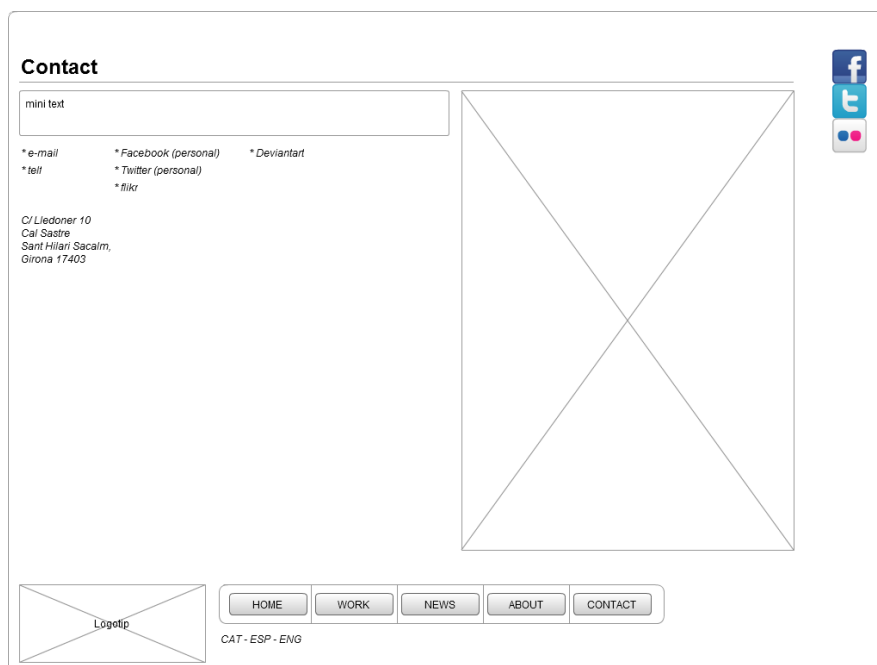 Contact
mini text
* e-mail
* telf
* Facebook (personal)
* Twitter (personal)
* flikr
* Deviantart
C/ Lledoner 10
Cal Sastre
Sant Hilari Sacalm,
Girona 17403
Logotip
HOME WORK NEWS ABOUT CONTACT
CAT - ESP - ENG